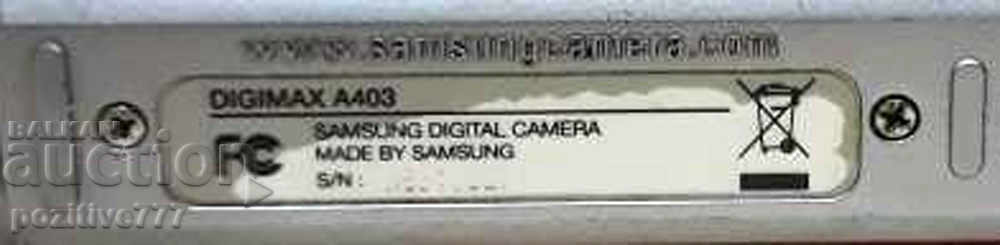 www.samsungcamera.com
DIGIMAX A403
FC SAMSUNG DIGITAL CAMERA
MADE BY SAMSUNG
S/N :
BALKAN
auction
pozitive777